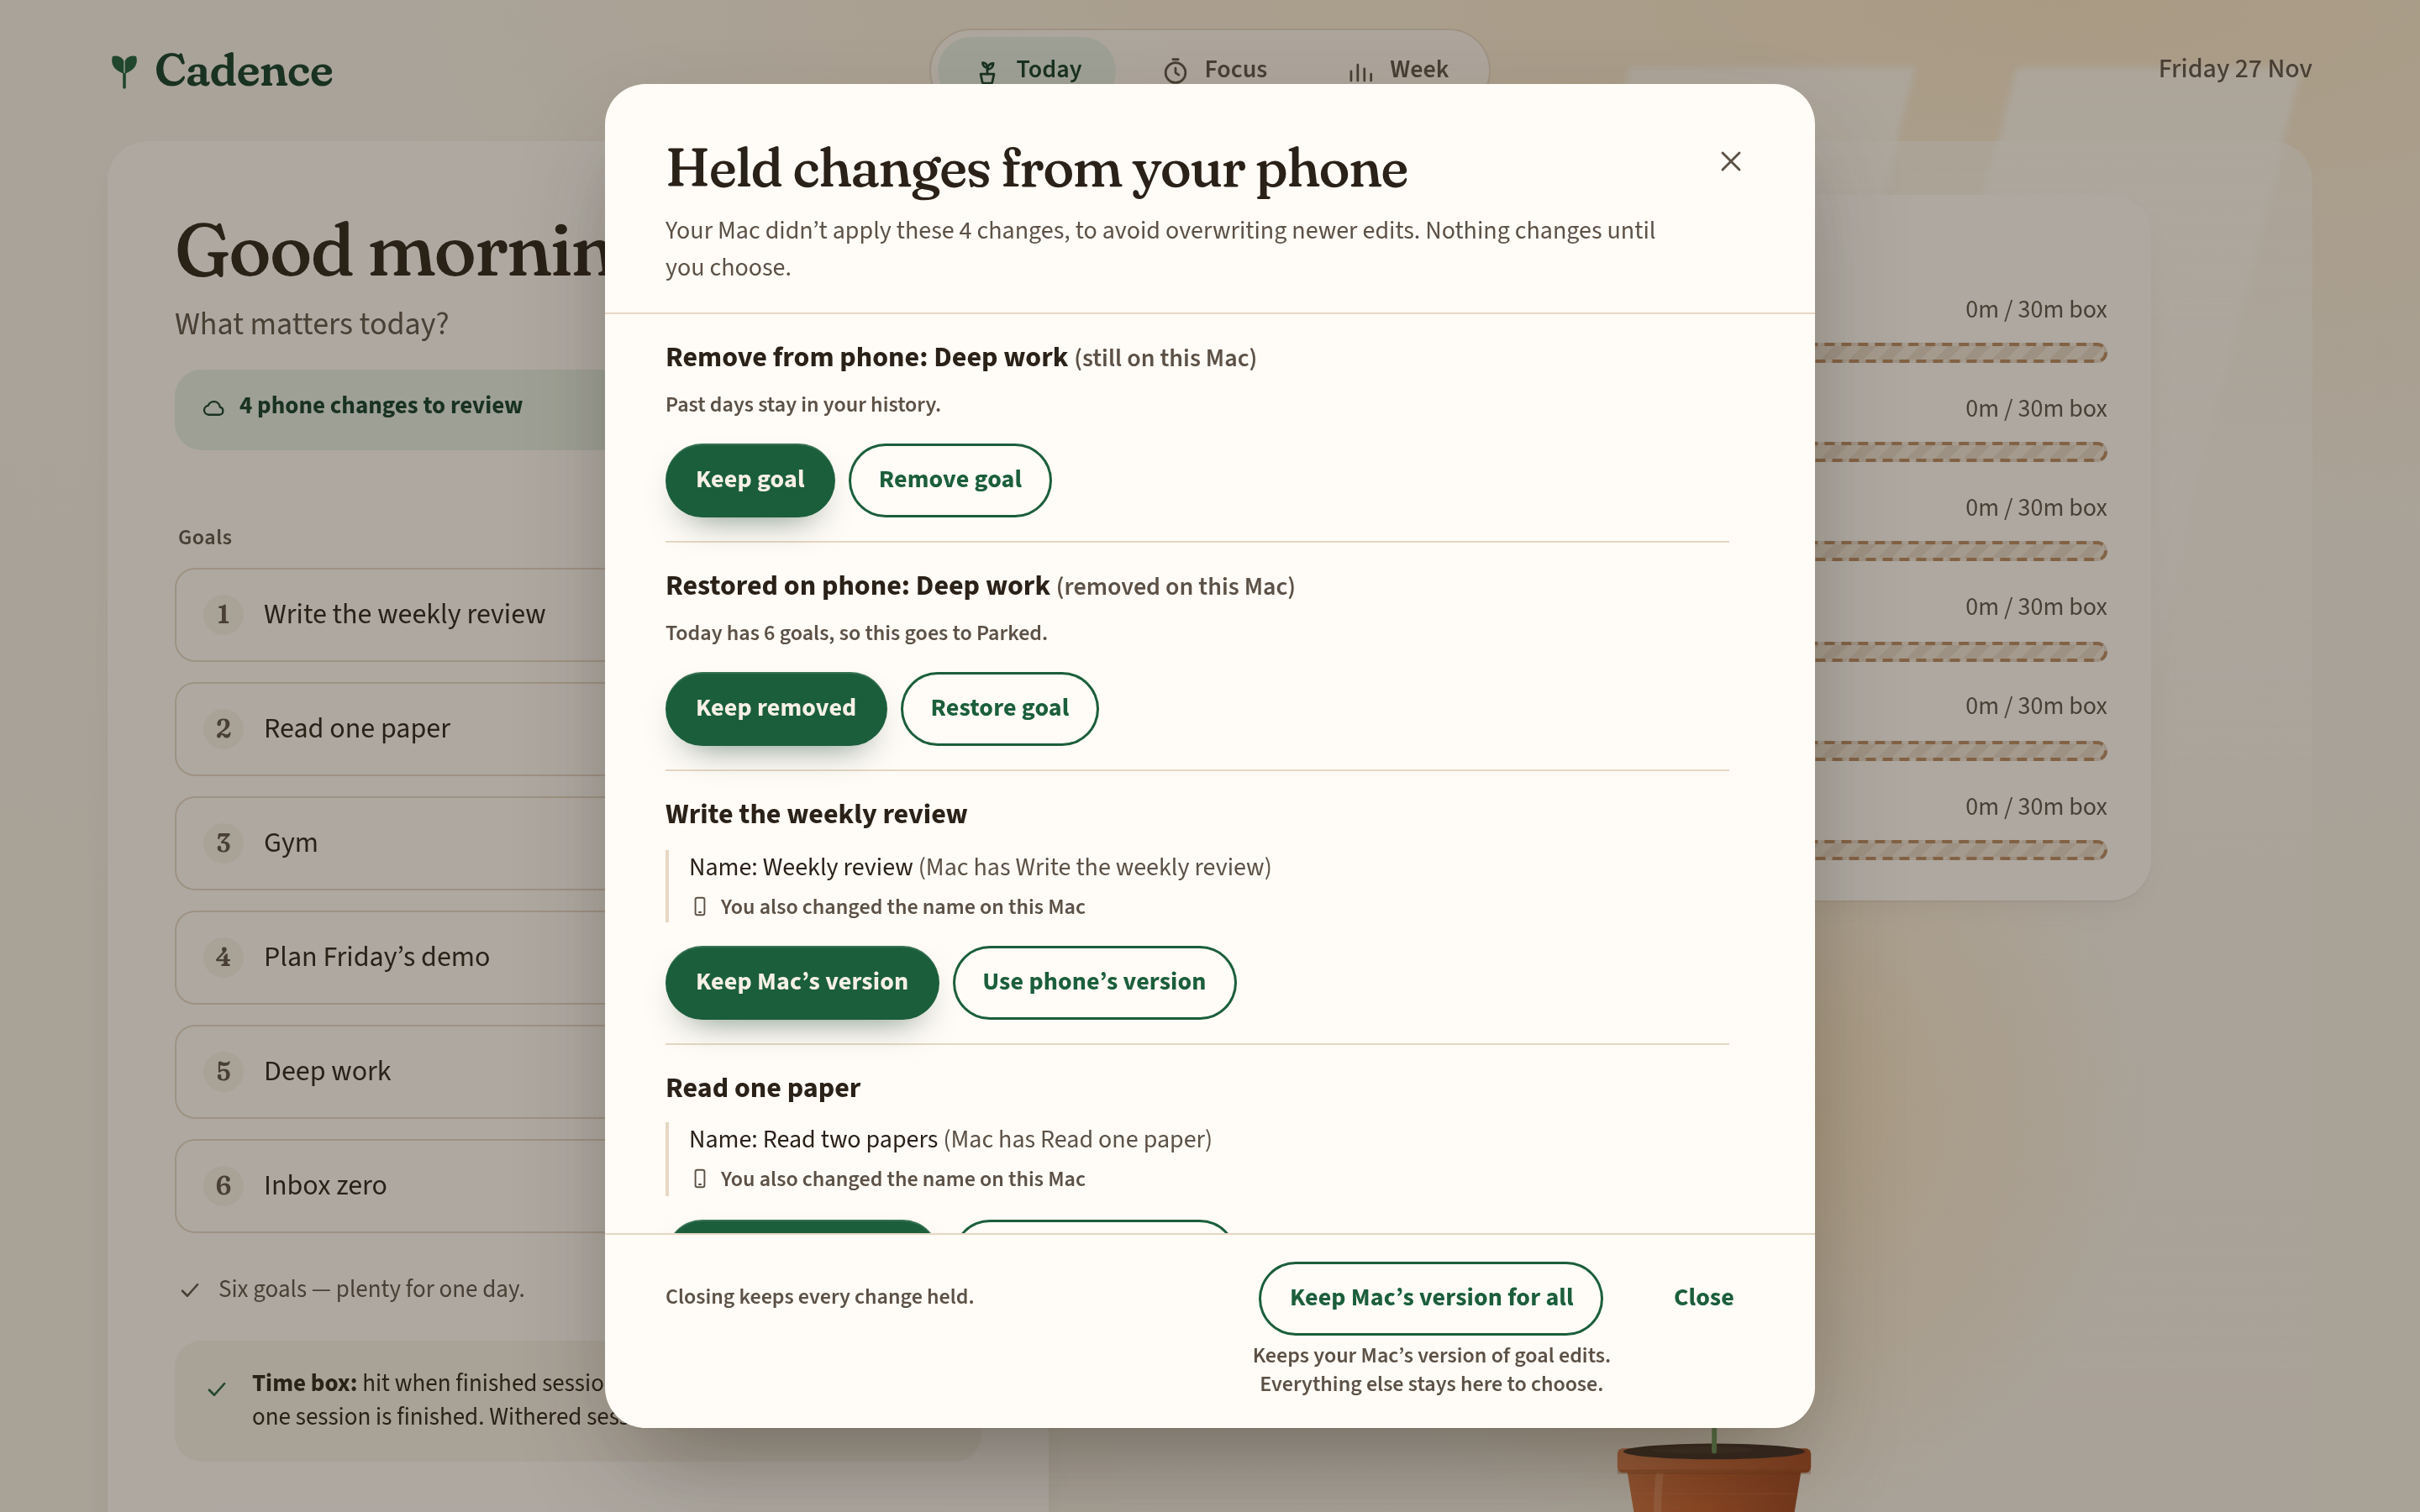 Cadence
Today
Focus
Week
Friday 27 Nov
Good mornin
What matters today?
4 phone changes to review
Goals
1 Write the weekly review
2 Read one paper
3 Gym
4 Plan Friday’s demo
5 Deep work
6 Inbox zero
Six goals — plenty for one day.
Time box: hit when finished sessio
one session is finished. Withered ses
Held changes from your phone
Your Mac didn’t apply these 4 changes, to avoid overwriting newer edits. Nothing changes until
you choose.
Remove from phone: Deep work (still on this Mac)
Past days stay in your history.
Keep goal
Remove goal
Restored on phone: Deep work (removed on this Mac)
Today has 6 goals, so this goes to Parked.
Keep removed
Restore goal
Write the weekly review
Name: Weekly review (Mac has Write the weekly review)
You also changed the name on this Mac
Keep Mac’s version
Use phone’s version
Read one paper
Name: Read two papers (Mac has Read one paper)
You also changed the name on this Mac
Closing keeps every change held.
Keep Mac’s version for all
Close
Keeps your Mac’s version of goal edits.
Everything else stays here to choose.
0m / 30m box
0m / 30m box
0m / 30m box
0m / 30m box
0m / 30m box
0m / 30m box